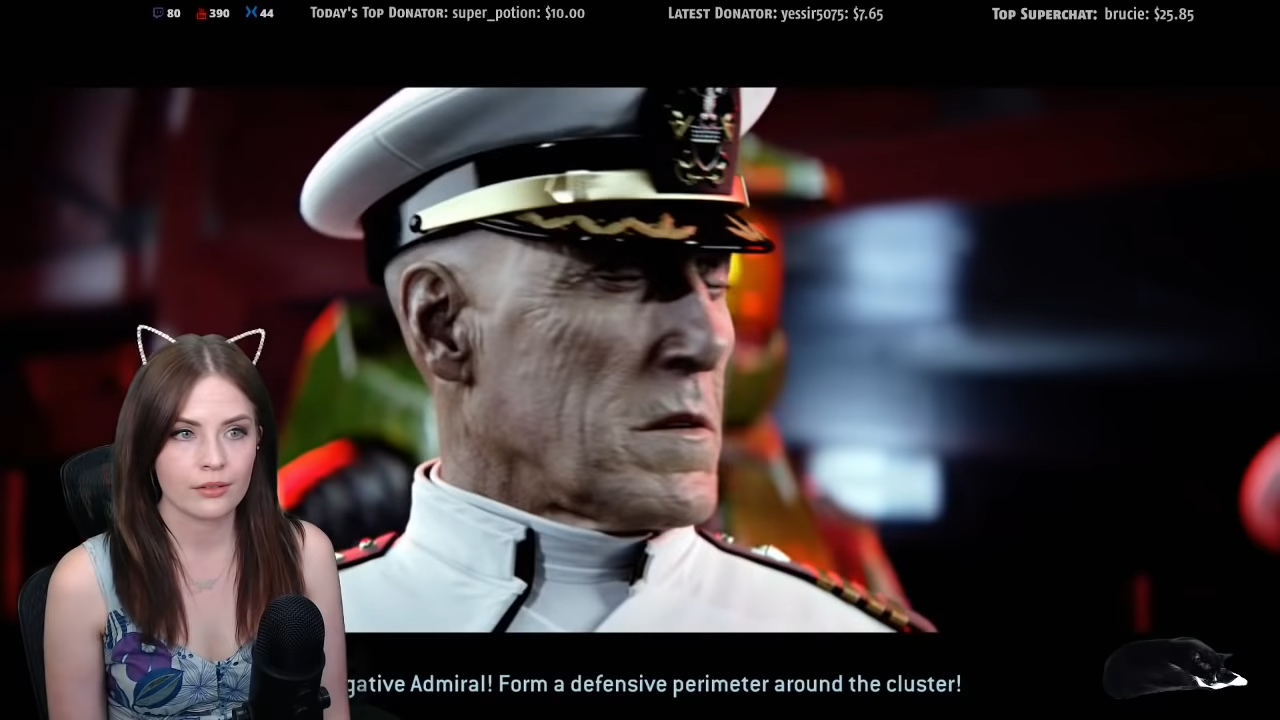 80 390 44 Today's Top Donator: super_potion: $10.00 Latest Donator: yessir5075: $7.65 Top Superchat: brucie: $25.85
gative Admiral! Form a defensive perimeter around the cluster!